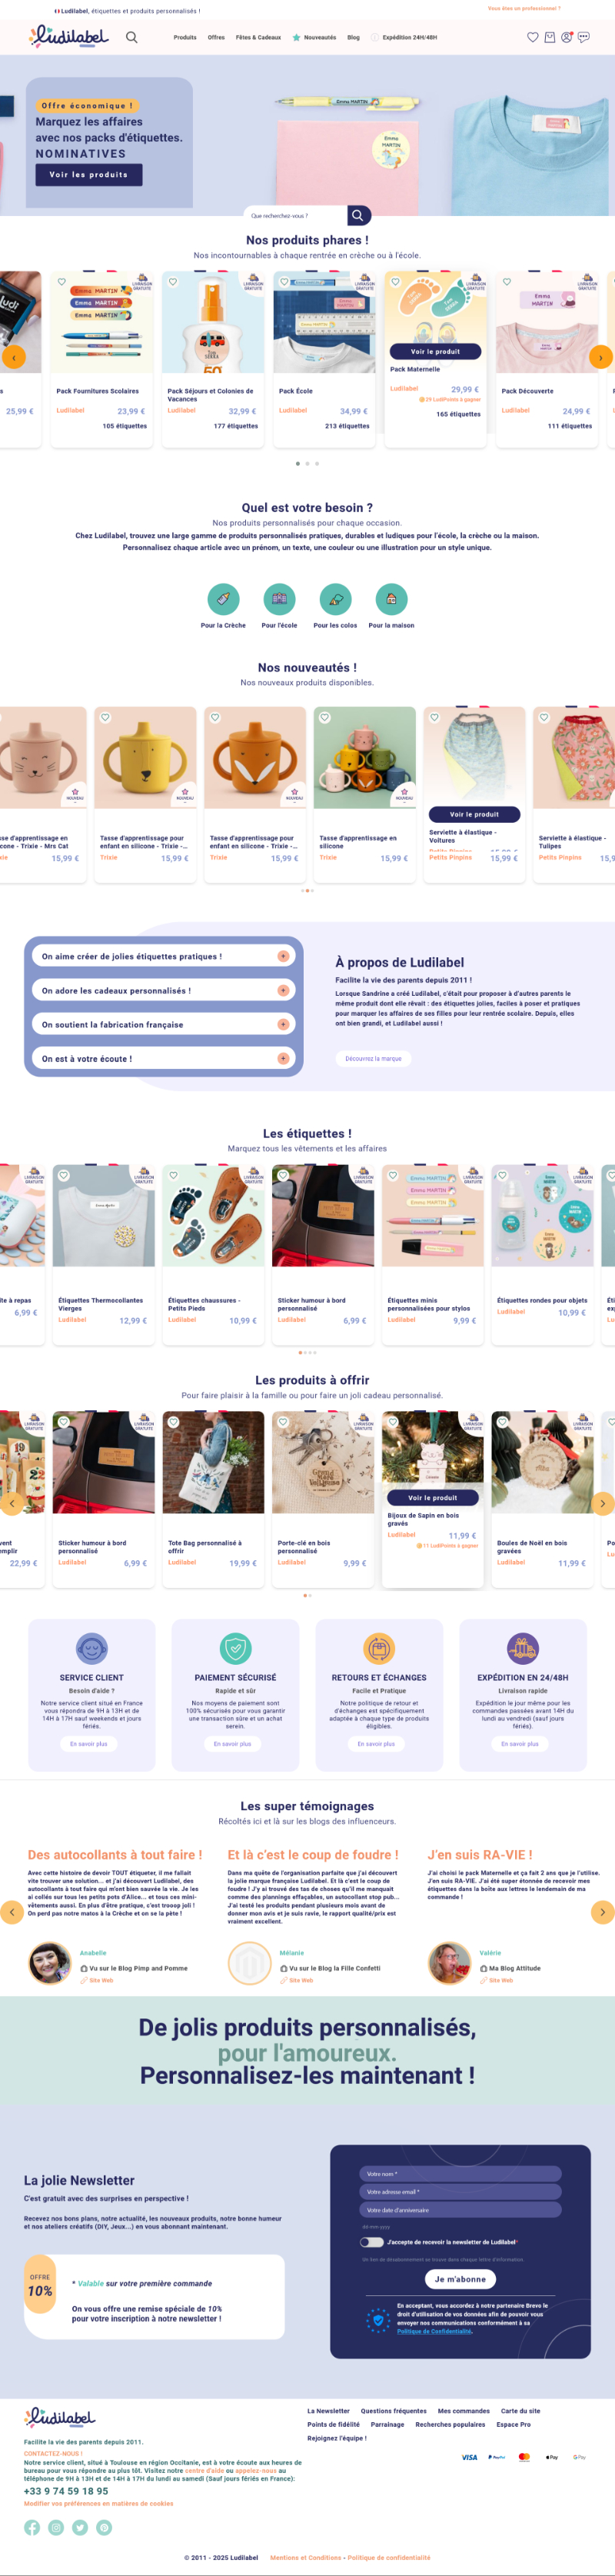 Ludilabel, étiquettes et produits personnalisés !
Vous êtes un professionnel ?
Ludilabel
Produits
Offres
Fêtes & Cadeaux
Nouveautés
Blog
Expédition 24H/48H
Offre économique !
Marquez les affaires
avec nos packs d'étiquettes.
NOMINATIVES
Voir les produits
Emma MARTIN
Emma
MARTIN
Que recherchez-vous ?
Nos produits phares !
Nos incontournables à chaque rentrée en crèche ou à l'école.
25,99 €
Pack Fournitures Scolaires
Ludilabel
23,99 €
105 étiquettes
Pack Séjours et Colonies de
Vacances
Ludilabel
32,99 €
177 étiquettes
Pack École
Ludilabel
34,99 €
213 étiquettes
Voir le produit
Pack Maternelle
Ludilabel
29,99 €
29 LudiPoints à gagner
165 étiquettes
Pack Découverte
Ludilabel
24,99 €
111 étiquettes
Quel est votre besoin ?
Nos produits personnalisés pour chaque occasion.
Chez Ludilabel, trouvez une large gamme de produits personnalisés pratiques, durables et ludiques pour l'école, la crèche ou la maison.
Personnalisez chaque article avec un prénom, un texte, une couleur ou une illustration pour un style unique.
Pour la Crèche
Pour l'école
Pour les colos
Pour la maison
Nos nouveautés !
Nos nouveaux produits disponibles.
sse d'apprentissage en
cone - Trixie - Mrs Cat
xie
15,99 €
Tasse d'apprentissage pour
enfant en silicone - Trixie -...
Trixie
15,99 €
Tasse d'apprentissage pour
enfant en silicone - Trixie -...
Trixie
15,99 €
Tasse d'apprentissage en
silicone
Trixie
15,99 €
Voir le produit
Serviette à élastique -
Voitures
Petits Pinpins
15,99 €
Serviette à élastique -
Tulipes
Petits Pinpins
15,9
On aime créer de jolies étiquettes pratiques !
On adore les cadeaux personnalisés !
On soutient la fabrication française
On est à votre écoute !
À propos de Ludilabel
Facilite la vie des parents depuis 2011 !
Lorsque Sandrine a créé Ludilabel, c'était pour proposer à d'autres parents le
même produit dont elle rêvait : des étiquettes jolies, faciles à poser et pratiques
pour marquer les affaires de ses filles pour leur rentrée scolaire. Depuis, elles
ont bien grandi, et Ludilabel aussi !
Découvrez la marque
Les étiquettes !
Marquez tous les vêtements et les affaires
îte à repas
6,99 €
Étiquettes Thermocollantes
Vierges
Ludilabel
12,99 €
Étiquettes chaussures -
Petits Pieds
Ludilabel
10,99 €
Sticker humour à bord
personnalisé
Ludilabel
6,99 €
Étiquettes minis
personnalisées pour stylos
Ludilabel
9,99 €
Étiquettes rondes pour objets
Ludilabel
10,99 €
Les produits à offrir
Pour faire plaisir à la famille ou pour faire un joli cadeau personnalisé.
vent
emplir
22,99 €
Sticker humour à bord
personnalisé
Ludilabel
6,99 €
Tote Bag personnalisé à
offrir
Ludilabel
19,99 €
Porte-clé en bois
personnalisé
Ludilabel
9,99 €
Voir le produit
Bijoux de Sapin en bois
gravés
Ludilabel
11,99 €
11 LudiPoints à gagner
Boules de Noël en bois
gravées
Ludilabel
11,99 €
SERVICE CLIENT
Besoin d'aide ?
Notre service client situé en France
vous répondra de 9H à 13H et de
14H à 17H sauf weekends et jours
fériés.
En savoir plus
PAIEMENT SÉCURISÉ
Rapide et sûr
Nos moyens de paiement sont
100% sécurisés pour vous garantir
une transaction sûre et un achat
serein.
En savoir plus
RETOURS ET ÉCHANGES
Facile et Pratique
Notre politique de retour et
d'échanges est spécifiquement
adaptée à chaque type de produits
éligibles.
En savoir plus
EXPÉDITION EN 24/48H
Livraison rapide
Expédition le jour même pour les
commandes passées avant 14H du
lundi au vendredi (sauf jours
fériés).
En savoir plus
Les super témoignages
Récoltés ici et là sur les blogs des influenceurs.
Des autocollants à tout faire !
Avec cette histoire de devoir TOUT étiqueter, il me fallait
vite trouver une solution... et j'ai découvert Ludilabel, des
autocollants à tout faire qui m'ont bien sauvée la vie. Je les
ai collés sur tous les petits pots d'Alice... et tous ces mini-
vêtements aussi. En plus d'être pratique, c'est trooop joli !
On perd pas notre matos à la Crèche et on se la pète !
Anabelle
Vu sur le Blog Pimp and Pomme
Site Web
Et là c'est le coup de foudre !
Dans ma quête de l'organisation parfaite que j'ai découvert
la jolie marque française Ludilabel. Et là c'est le coup de
foudre ! J'y ai trouvé des tas de choses qui me manquait
comme des plannings effaçables, un autocollant stop pub...
J'ai testé les produits pendant plusieurs mois avant de
donner mon avis et je suis ravie, le rapport qualité/prix est
vraiment excellent.
Mélanie
Vu sur le Blog la Fille Confetti
Site Web
J'en suis RA-VIE !
J'ai choisi le pack Maternelle et ça fait 2 ans que je l'utilise.
J'en suis RA-VIE. J'ai été super étonnée de recevoir mes
étiquettes dans la boîte aux lettres le lendemain de ma
commande !
Valérie
Ma Blog Attitude
Site Web
De jolis produits personnalisés,
pour l'amoureux.
Personnalisez-les maintenant !
La jolie Newsletter
C'est gratuit avec des surprises en perspective !
Recevez nos bons plans, notre actualité, les nouveaux produits, notre bonne humeur
et nos ateliers créatifs (DIY, Jeux...) en vous abonnant maintenant.
OFFRE
10%
* Valable sur votre première commande
On vous offre une remise spéciale de 10%
pour votre inscription à notre newsletter !
Votre nom *
Votre adresse email *
Votre date d'anniversaire
dd-mm-yyyy
J'accepte de recevoir la newsletter de Ludilabel*
Un lien de désabonnement se trouve dans chaque lettre d'information.
Je m'abonne
En acceptant, vous accordez à notre partenaire Brevo le
droit d'utilisation de vos données afin de pouvoir vous
envoyer nos communications conformément à sa
Politique de Confidentialité.
Ludilabel
Facilite la vie des parents depuis 2011.
CONTACTEZ-NOUS !
Notre service client, situé à Toulouse en région Occitanie, est à votre écoute aux heures de
bureau pour vous répondre au plus tôt. Visitez notre centre d'aide ou appelez-nous au
téléphone de 9H à 13H et de 14H à 17H du lundi au samedi (Sauf jours fériés en France):
+33 9 74 59 18 95
Modifier vos préférences en matières de cookies
La Newsletter
Questions fréquentes
Mes commandes
Carte du site
Points de fidélité
Parrainage
Recherches populaires
Espace Pro
Rejoignez l'équipe !
VISA
PayPal
Pay
G Pay
© 2011 - 2025 Ludilabel
Mentions et Conditions - Politique de confidentialité